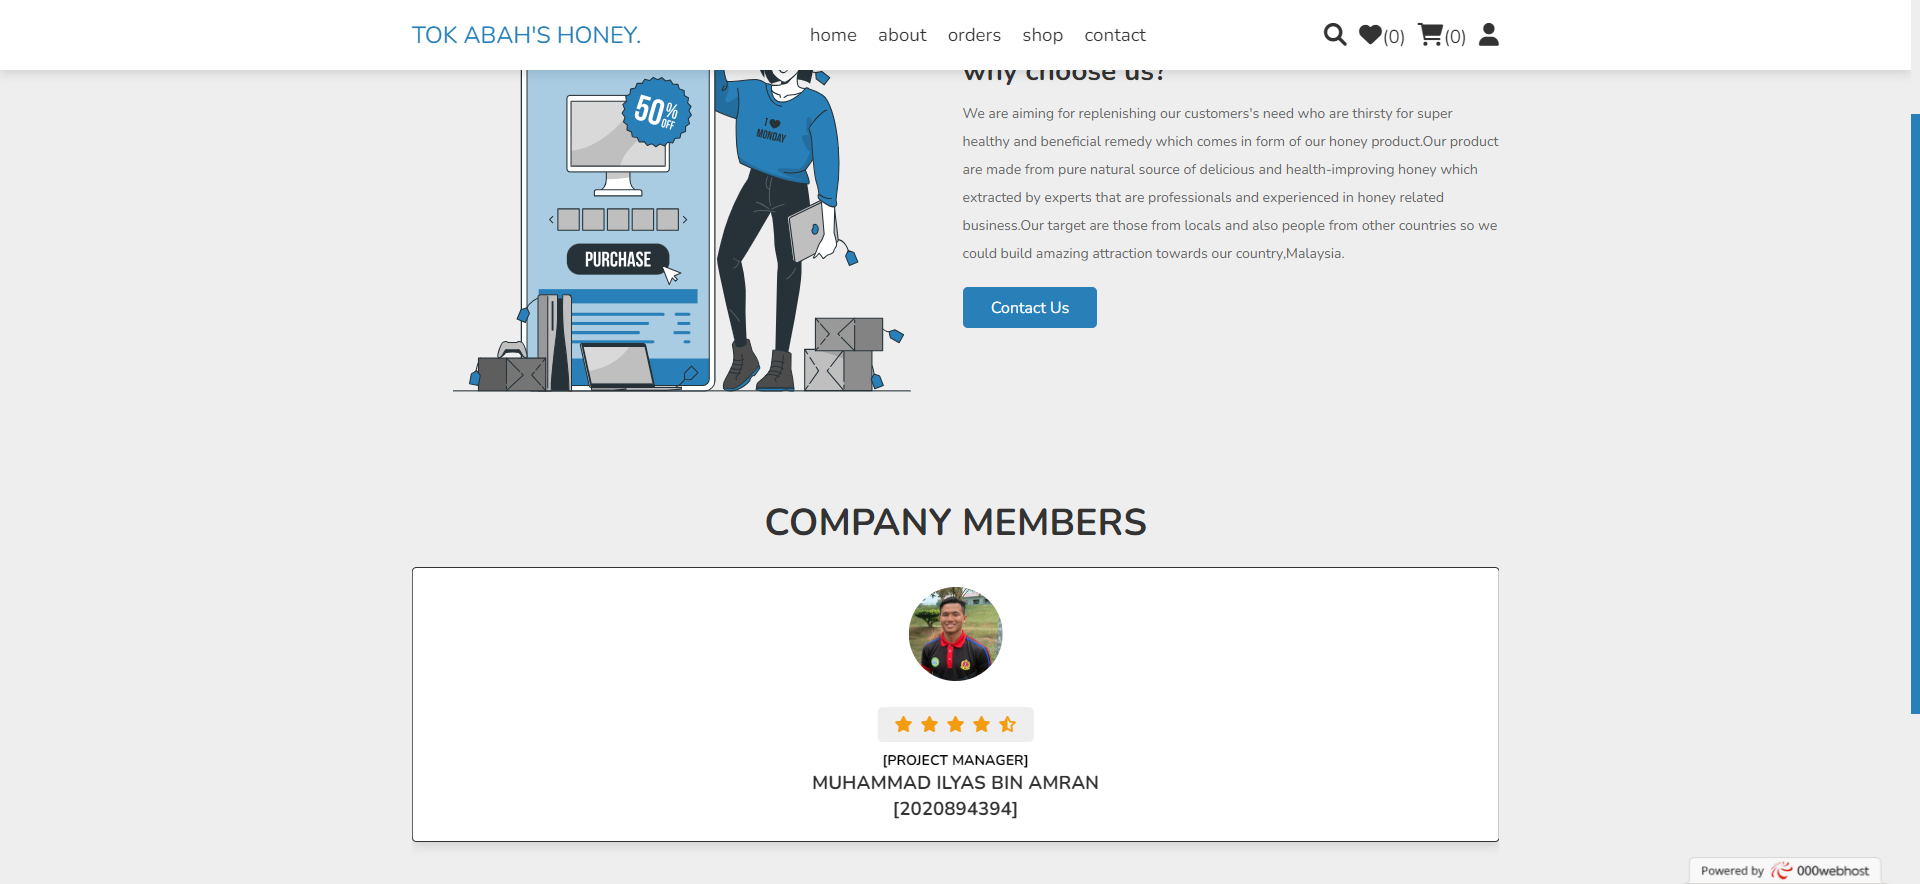 TOK ABAH'S HONEY.
home about orders shop contact
(0) (0)
why choose us?
We are aiming for replenishing our customers's need who are thirsty for super
healthy and beneficial remedy which comes in form of our honey product.Our product
are made from pure natural source of delicious and health-improving honey which
extracted by experts that are professionals and experienced in honey related
business.Our target are those from locals and also people from other countries so we
could build amazing attraction towards our country,Malaysia.
Contact Us
50% OFF
I ❤
MONDAY
PURCHASE
COMPANY MEMBERS
[PROJECT MANAGER]
MUHAMMAD ILYAS BIN AMRAN
[2020894394]
Powered by 000webhost